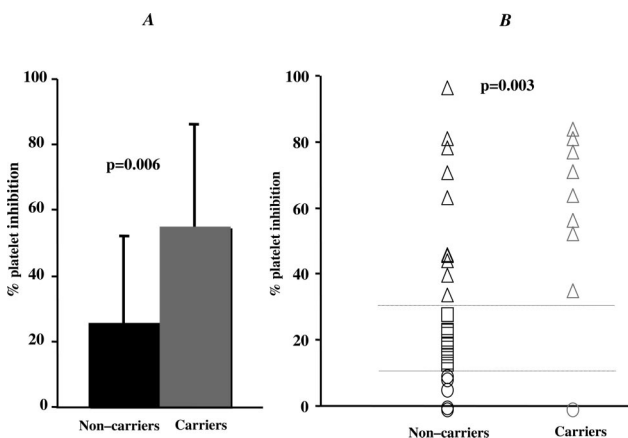 A
100
80
60
40
20
0
% platelet inhibition
p=0.006
Non–carriers Carriers
B
100
80
60
40
20
0
% platelet inhibition
p=0.003
Non–carriers Carriers